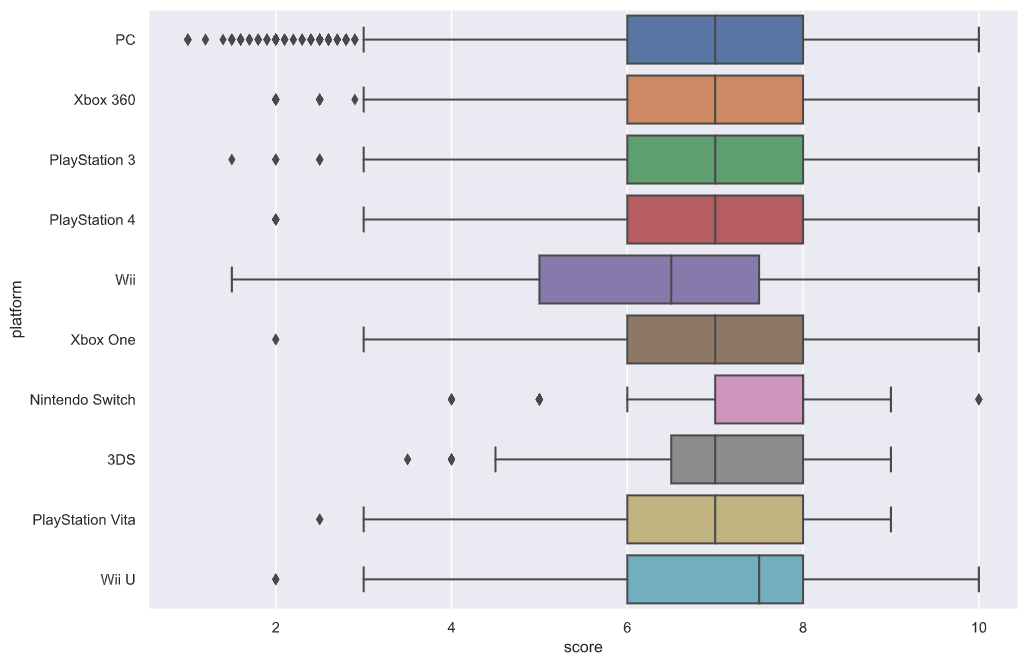 PC
Xbox 360
PlayStation 3
PlayStation 4
Wii
Xbox One
Nintendo Switch
3DS
PlayStation Vita
Wii U
platform
2 4 6 8 10
score